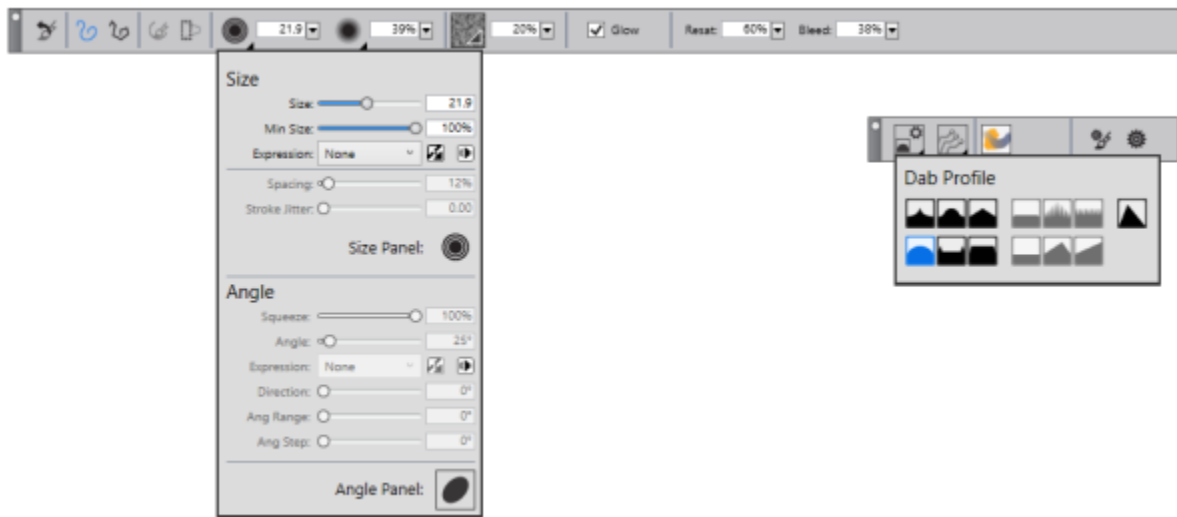 21.9 39% 20% Glow Reset: 60% Bleed: 38%
Size
Size: 21.9
Min Size: 100%
Expression: None
Spacing: 12%
Stroke Jitter: 0.00
Size Panel:
Angle
Squeeze: 100%
Angle: 25°
Expression: None
Direction: 0°
Ang Range: 0°
Ang Step: 0°
Angle Panel:
Dab Profile